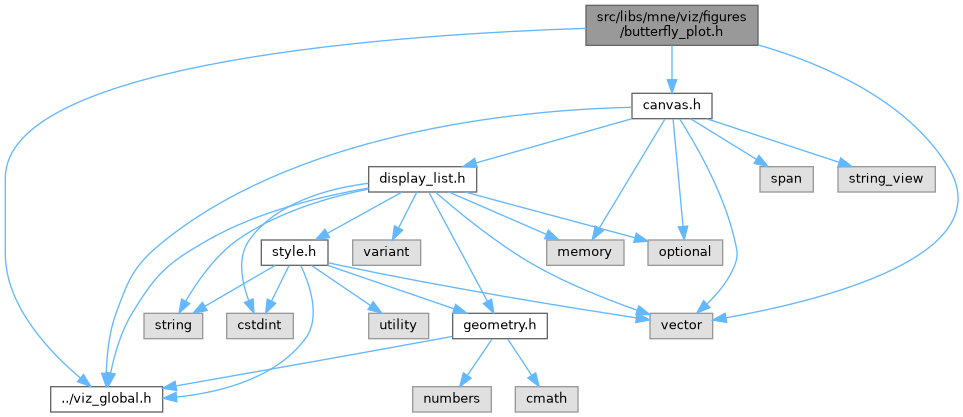 src/libs/mne/viz/figures
/butterfly_plot.h
canvas.h
display_list.h
span
string_view
style.h
variant
memory
optional
string
cstdint
utility
geometry.h
vector
../viz_global.h
numbers
cmath